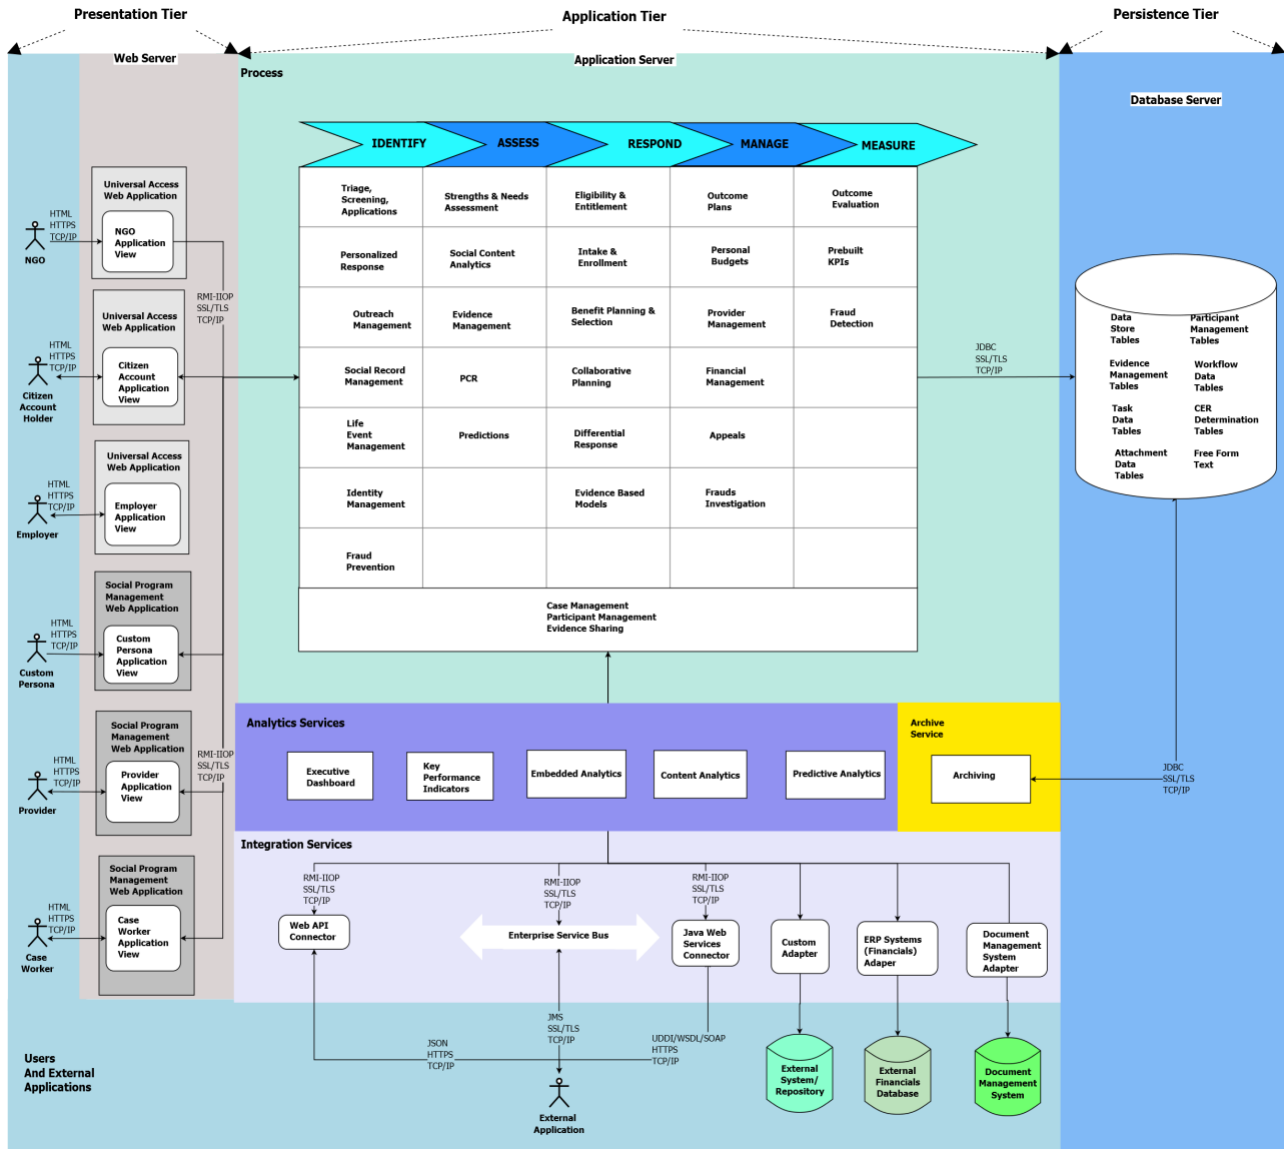 Presentation Tier
Application Tier
Persistence Tier
Web Server
Application Server
Process
Database Server
IDENTIFY
ASSESS
RESPOND
MANAGE
MEASURE
Triage,
Screening,
Applications
Strengths & Needs
Assessment
Eligibility &
Entitlement
Outcome
Plans
Outcome
Evaluation
Personalized
Response
Social Content
Analytics
Intake &
Enrollment
Personal
Budgets
Prebuilt
KPIs
Outreach
Management
Evidence
Management
Benefit Planning &
Selection
Provider
Management
Fraud
Detection
Social Record
Management
PCR
Collaborative
Planning
Financial
Management
Life
Event
Management
Predictions
Differential
Response
Appeals
Identity
Management
Evidence Based
Models
Frauds
Investigation
Fraud
Prevention
Case Management
Participant Management
Evidence Sharing
Universal Access
Web Application
NGO
Application
View
HTML
HTTPS
TCP/IP
NGO
RMI-IIOP
SSL/TLS
TCP/IP
Universal Access
Web Application
Citizen
Account
Application
View
HTML
HTTPS
TCP/IP
Citizen
Account
Holder
Universal Access
Web Application
Employer
Application
View
HTML
HTTPS
TCP/IP
Employer
Social Program
Management
Web Application
Custom
Persona
Application
View
HTML
HTTPS
TCP/IP
Custom
Persona
Social Program
Management
Web Application
Provider
Application
View
HTML
HTTPS
TCP/IP
Provider
RMI-IIOP
SSL/TLS
TCP/IP
Social Program
Management
Web Application
Case
Worker
Application
View
HTML
HTTPS
TCP/IP
Case
Worker
JDBC
SSL/TLS
TCP/IP
Data
Store
Tables
Participant
Management
Tables
Evidence
Management
Tables
Workflow
Data
Tables
Task
Data
Tables
CER
Determination
Tables
Attachment
Data
Tables
Free Form
Text
JDBC
SSL/TLS
TCP/IP
Analytics Services
Executive
Dashboard
Key
Performance
Indicators
Embedded Analytics
Content Analytics
Predictive Analytics
Archive
Service
Archiving
Integration Services
RMI-IIOP
SSL/TLS
TCP/IP
RMI-IIOP
SSL/TLS
TCP/IP
RMI-IIOP
SSL/TLS
TCP/IP
Web API
Connector
Enterprise Service Bus
Java Web
Services
Connector
Custom
Adapter
ERP Systems
(Financials)
Adaper
Document
Management
System
Adapter
JSON
HTTPS
TCP/IP
JMS
SSL/TLS
TCP/IP
UDDI/WSDL/SOAP
HTTPS
TCP/IP
External
Application
External
System/
Repository
External
Financials
Database
Document
Management
System
Users
And External
Applications